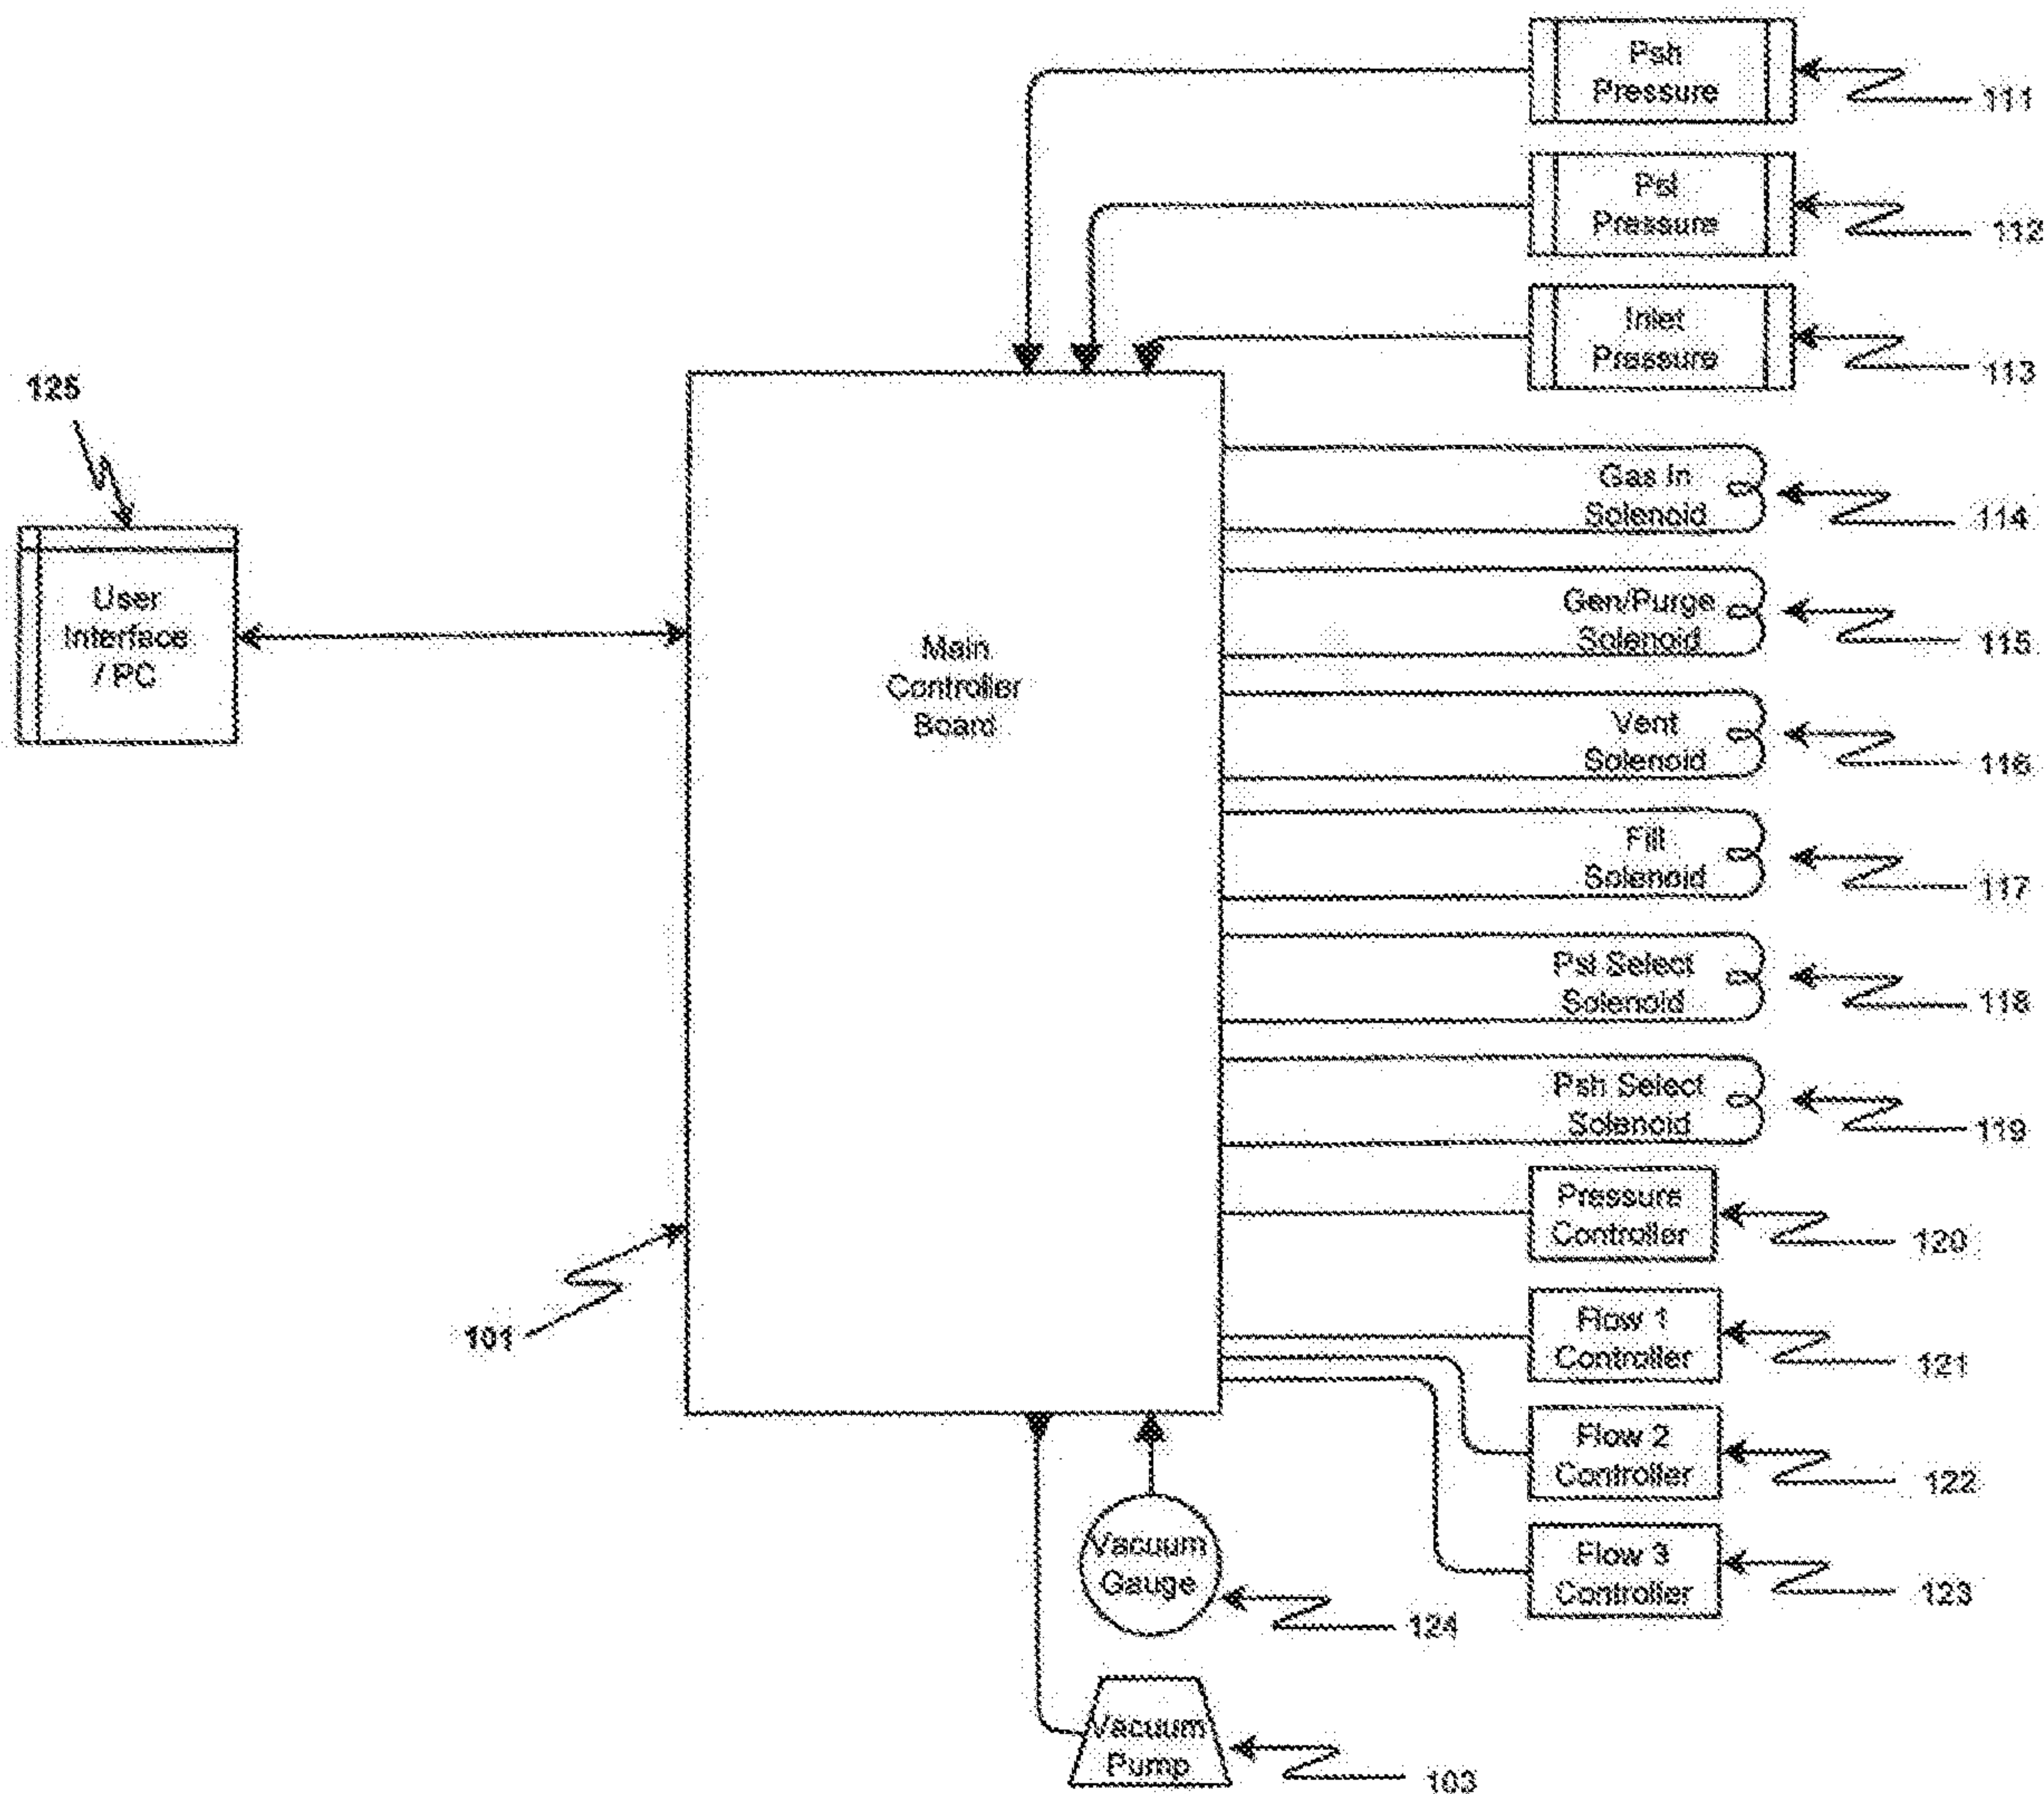 Psh
Pressure
111
Psl
Pressure
112
Inlet
Pressure
113
125
User
Interface
/ PC
Main
Controller
Board
Gas In
Solenoid
114
Gen/Purge
Solenoid
115
Vent
Solenoid
116
Fill
Solenoid
117
Psl Select
Solenoid
118
Psh Select
Solenoid
119
Pressure
Controller
120
101
Flow 1
Controller
121
Flow 2
Controller
122
Flow 3
Controller
123
Vacuum
Gauge
124
Vacuum
Pump
103